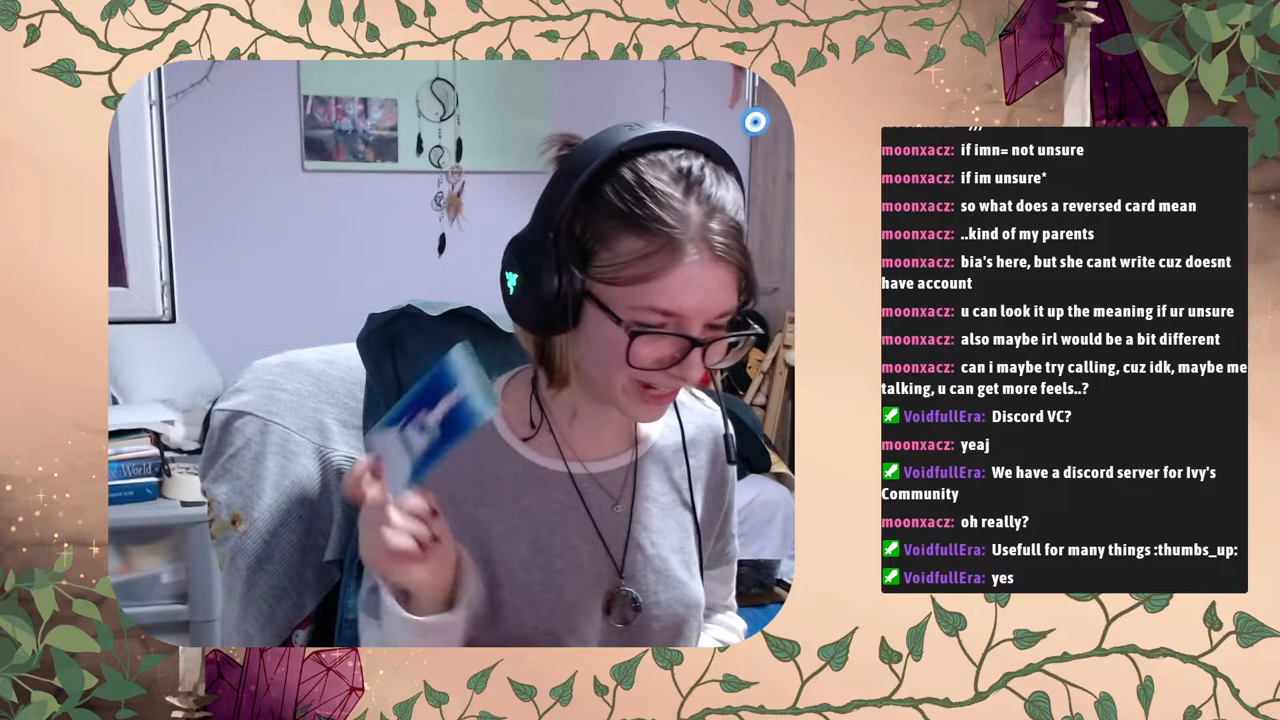 moonxacz: if imn= not unsure
moonxacz: if im unsure*
moonxacz: so what does a reversed card mean
moonxacz: ..kind of my parents
moonxacz: bia's here, but she cant write cuz doesnt
have account
moonxacz: u can look it up the meaning if ur unsure
moonxacz: also maybe irl would be a bit different
moonxacz: can i maybe try calling, cuz idk, maybe me
talking, u can get more feels..?
VoidfullEra: Discord VC?
moonxacz: yeaj
VoidfullEra: We have a discord server for Ivy's
Community
moonxacz: oh really?
VoidfullEra: Usefull for many things :thumbs_up:
VoidfullEra: yes
World